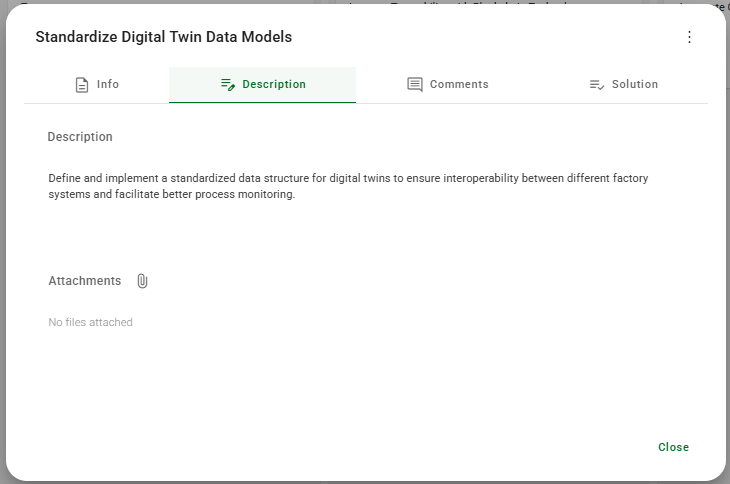 Standardize Digital Twin Data Models
Info
Description
Comments
Solution
Description
Define and implement a standardized data structure for digital twins to ensure interoperability between different factory
systems and facilitate better process monitoring.
Attachments
No files attached
Close